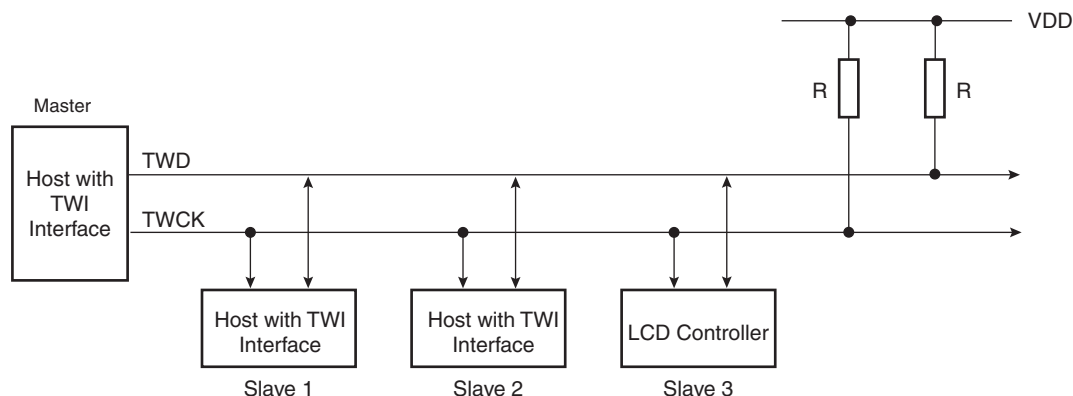 VDD
R
R
Master
Host with
TWI
Interface
TWD
TWCK
Host with TWI
Interface
Slave 1
Host with TWI
Interface
Slave 2
LCD Controller
Slave 3